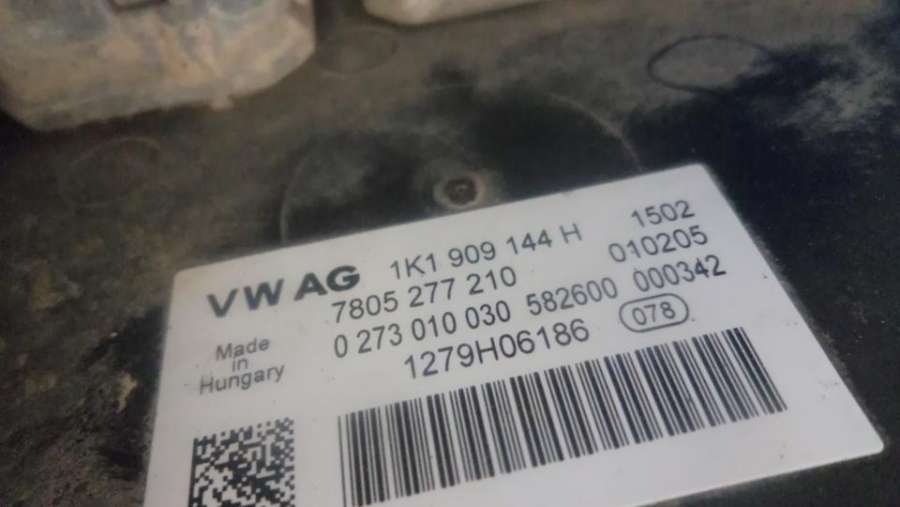 VW AG 1K1 909 144 H 1502
7805 277 210 010205
0 273 010 030 582600 000342
Made in Hungary
1279H06186 078